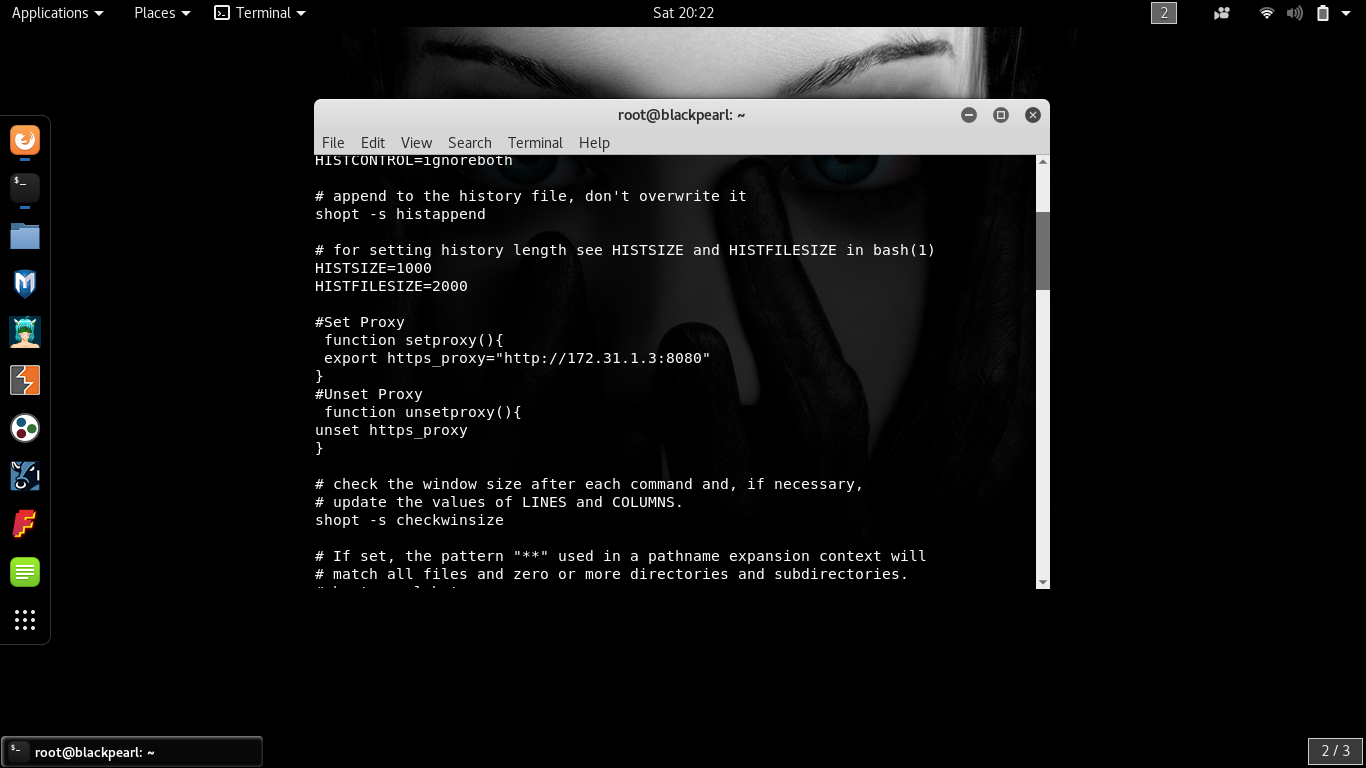 Applications
Places
Terminal
Sat 20:22
2
root@blackpearl: ~
File Edit View Search Terminal Help
HISTCONTROL=ignoreboth
# append to the history file, don't overwrite it
shopt -s histappend
# for setting history length see HISTSIZE and HISTFILESIZE in bash(1)
HISTSIZE=1000
HISTFILESIZE=2000
#Set Proxy
 function setproxy(){
 export https_proxy="http://172.31.1.3:8080"
}
#Unset Proxy
 function unsetproxy(){
unset https_proxy
}
# check the window size after each command and, if necessary,
# update the values of LINES and COLUMNS.
shopt -s checkwinsize
# If set, the pattern "**" used in a pathname expansion context will
# match all files and zero or more directories and subdirectories.
root@blackpearl: ~
2 / 3